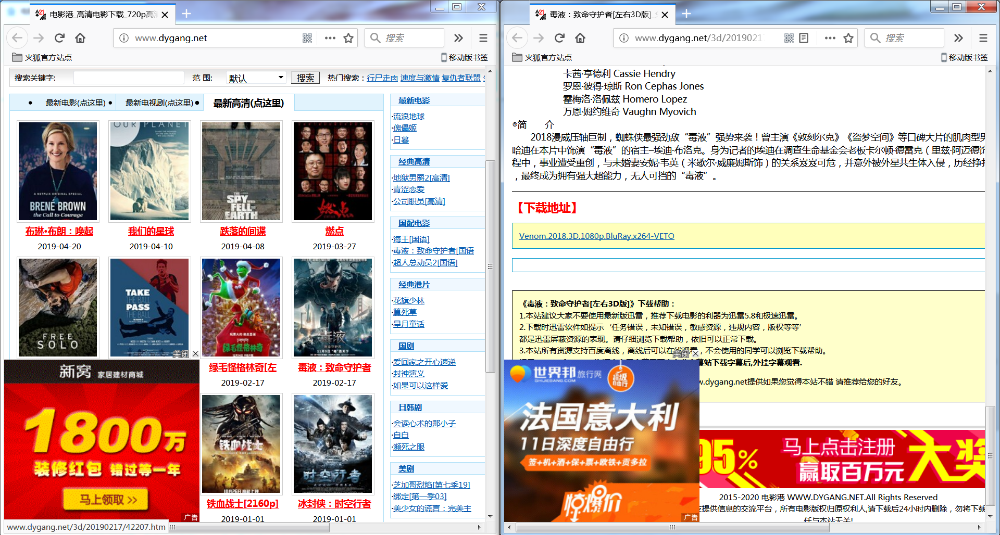 电影港_高清电影下载_720p高清
www.dygang.net
搜索
火狐官方站点
移动版书签
搜索关键字:
范 围:
默认
搜索
热门搜索：行尸走肉 速度与激情 复仇者联盟
最新电影(点这里)
最新电视剧(点这里)
最新高清(点这里)
A NETFLIX ORIGINAL SPECIAL
BRENÉ BROWN
the Call to Courage
OUR PLANET
THE SPY WHO FELL TO EARTH
燃点
布琳·布朗：唤起
我们的星球
跌落的间谍
燃点
2019-04-20
2019-04-10
2019-04-08
2019-03-27
FREE SOLO
TAKE
THE BALL
PASS
THE BALL
绿毛怪格林奇
毒液
致命守护者
11月9日
绿毛怪格林奇[左
毒液：致命守护者
2019-02-17
2019-02-17
铁血战士
10月26日
时空行者
铁血战士[2160p]
冰封侠：时空行者
2019-01-01
2019-01-01
关闭
新窝 家居建材商城
1800万
装修红包 错过等一年
马上领取 >>
广告
www.dygang.net/3d/20190217/42207.htm
最新电影
·流浪地球
·傀儡姬
·日暮
经典高清
·地狱男爵2[高清]
·青涩恋爱
·公司职员[高清]
国配电影
·海王[国语]
·毒液：致命守护者[国语
·超人总动员2[国语]
经典港片
·花旗少林
·算死草
·星月童话
国剧
·爱回家之开心速递
·封神演义
·如果可以这样爱
日韩剧
·会读心术的那小子
·自白
·濒死之眼
美剧
·芝加哥烈焰[第七季19]
·绑定[第一季03]
·美少女的谎言：完美主
毒液：致命守护者[左右3D版]_
www.dygang.net/3d/2019021
搜索
火狐官方站点
移动版书签
卡茜·亨德利 Cassie Hendry
罗恩·彼得·琼斯 Ron Cephas Jones
霍梅洛·洛佩兹 Homero Lopez
万恩·姆约维奇 Vaughn Myovich
◎简　　介
2018漫威压轴巨制，蜘蛛侠最强劲敌“毒液”强势来袭！曾主演《敦刻尔克》《盗梦空间》等口碑大片的肌肉型男
哈迪在本片中饰演“毒液”的宿主–埃迪·布洛克。身为记者的埃迪在调查生命基金会老板卡尔顿·德雷克（里兹·阿迈德饰
程中，事业遭受重创，与未婚妻安妮·韦英（米歇尔·威廉姆斯饰）的关系岌岌可危，并意外被外星共生体入侵，历经挣扎
，最终成为拥有强大超能力，无人可挡的“毒液”。
【下载地址】
Venom.2018.3D.1080p.BluRay.x264-VETO
《毒液：致命守护者[左右3D版]》下载帮助：
1.本站建议大家不要使用最新版迅雷，推荐下载电影的利器为迅雷5.8和极速迅雷。
2.下载时迅雷软件如提示‘任务错误，未知错误，敏感资源，违规内容，版权等等’
都是迅雷屏蔽资源的表现。请仔细浏览下载帮助，依旧可以正常下载。
3.本站所有资源支持百度离线，离线后可以在线观看，不会使用的同学可以浏览下载帮助。
幕站下载字幕后,外挂字幕观看.
w.dygang.net提供如果您觉得本站不错 请推荐给您的好友。
关闭
世界邦旅行网
SHIJIEBANG.COM
超级自由行
法国意大利
11日深度自由行
签+机+酒+保+票+欧铁+贡多拉
惊爆价
广告
95%
马上点击注册
赢取百万元
大奖
2015-2020 电影港 WWW.DYGANG.NET.All Rights Reserved
提供信息的交流平台，所有电影版权归原权利人,请下载后24小时内删除，勿将下载
任与本站无关!